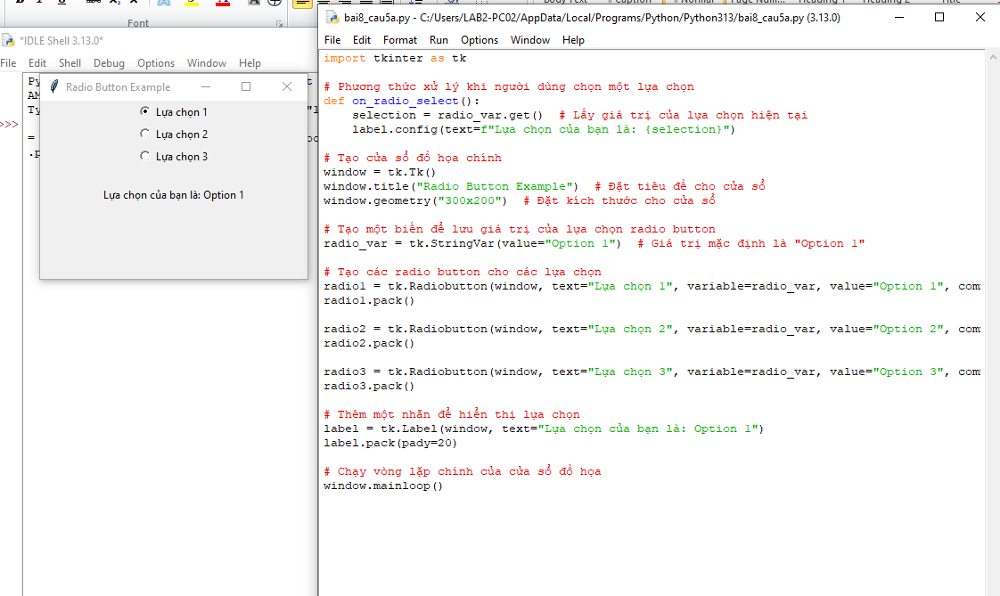 Font
*IDLE Shell 3.13.0*
File Edit Shell Debug Options Window Help
Radio Button Example
>>>
Lựa chọn 1
Lựa chọn 2
Lựa chọn 3
Lựa chọn của bạn là: Option 1
bai8_cau5a.py - C:/Users/LAB2-PC02/AppData/Local/Programs/Python/Python313/bai8_cau5a.py (3.13.0)
File Edit Format Run Options Window Help
import tkinter as tk
# Phương thức xử lý khi người dùng chọn một lựa chọn
def on_radio_select():
    selection = radio_var.get()  # Lấy giá trị của lựa chọn hiện tại
    label.config(text=f"Lựa chọn của bạn là: {selection}")
# Tạo cửa sổ đồ họa chính
window = tk.Tk()
window.title("Radio Button Example")  # Đặt tiêu đề cho cửa sổ
window.geometry("300x200")  # Đặt kích thước cho cửa sổ
# Tạo một biến để lưu giá trị của lựa chọn radio button
radio_var = tk.StringVar(value="Option 1")  # Giá trị mặc định là "Option 1"
# Tạo các radio button cho các lựa chọn
radio1 = tk.Radiobutton(window, text="Lựa chọn 1", variable=radio_var, value="Option 1", com
radio1.pack()
radio2 = tk.Radiobutton(window, text="Lựa chọn 2", variable=radio_var, value="Option 2", com
radio2.pack()
radio3 = tk.Radiobutton(window, text="Lựa chọn 3", variable=radio_var, value="Option 3", com
radio3.pack()
# Thêm một nhãn để hiển thị lựa chọn
label = tk.Label(window, text="Lựa chọn của bạn là: Option 1")
label.pack(pady=20)
# Chạy vòng lặp chính của cửa sổ đồ họa
window.mainloop()